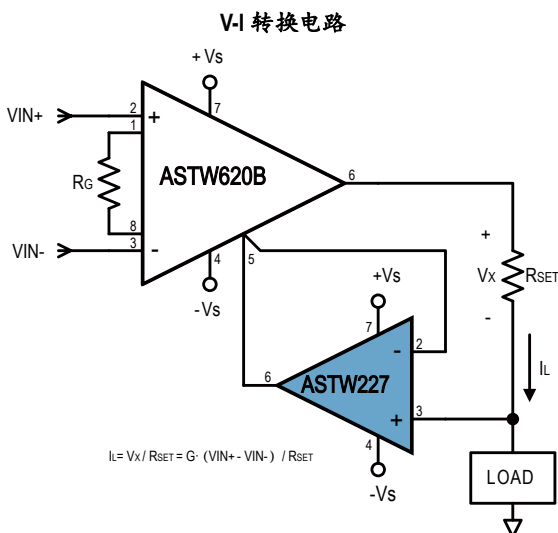 V-I 转换电路
+Vs
7
VIN+
2
+
1
RG
ASTW620B
6
8
-
VIN-
3
4
5
-Vs
+
VX
RSET
-
+Vs
7
-
2
6
ASTW227
IL
+
3
4
-Vs
IL= VX / RSET = G· (VIN+ - VIN-) / RSET
LOAD